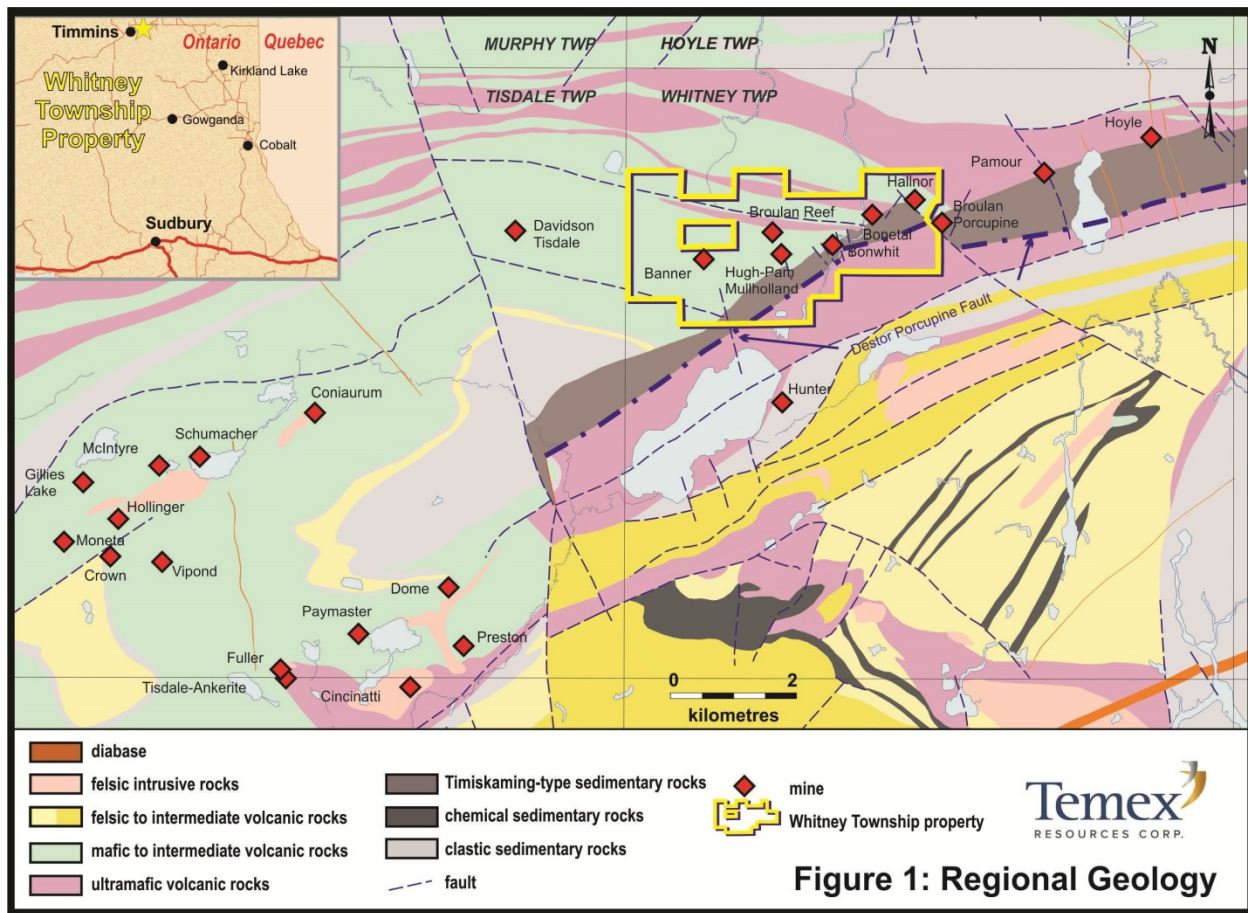 Timmins
Ontario Quebec
Kirkland Lake
Whitney
Township
Property
Gowganda
Cobalt
Sudbury
MURPHY TWP
HOYLE TWP
TISDALE TWP
WHITNEY TWP
N
Hoyle
Pamour
Hallnor
Broulan
Porcupine
Broulan Reef
Davidson
Tisdale
Bonetal
Bonwhit
Banner
Hugh-Pam
Mullholland
Destor Porcupine Fault
Hunter
Coniaurum
Schumacher
McIntyre
Gillies
Lake
Hollinger
Moneta
Crown
Vipond
Dome
Paymaster
Preston
Fuller
Tisdale-Ankerite
Cincinatti
0 2
kilometres
diabase
felsic intrusive rocks
felsic to intermediate volcanic rocks
mafic to intermediate volcanic rocks
ultramafic volcanic rocks
Timiskaming-type sedimentary rocks
chemical sedimentary rocks
clastic sedimentary rocks
fault
mine
Whitney Township property
Temex
RESOURCES CORP.
Figure 1: Regional Geology